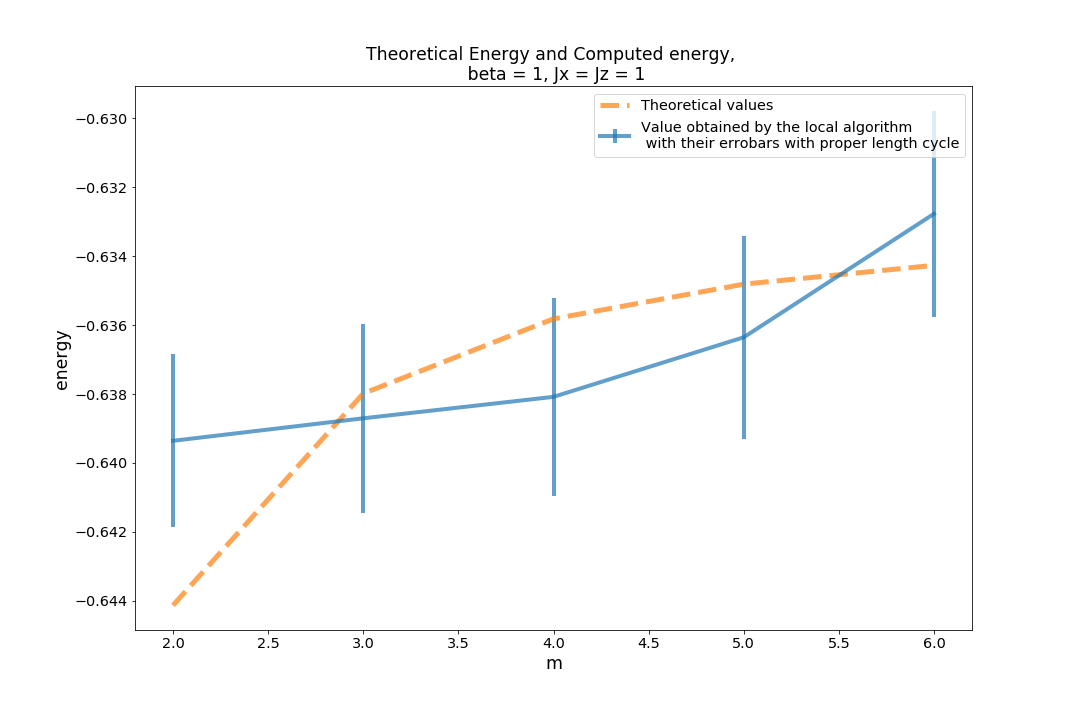 Theoretical Energy and Computed energy,
beta = 1, Jx = Jz = 1
Theoretical values
Value obtained by the local algorithm
with their errobars with proper length cycle
energy
−0.630
−0.632
−0.634
−0.636
−0.638
−0.640
−0.642
−0.644
2.0 2.5 3.0 3.5 4.0 4.5 5.0 5.5 6.0
m